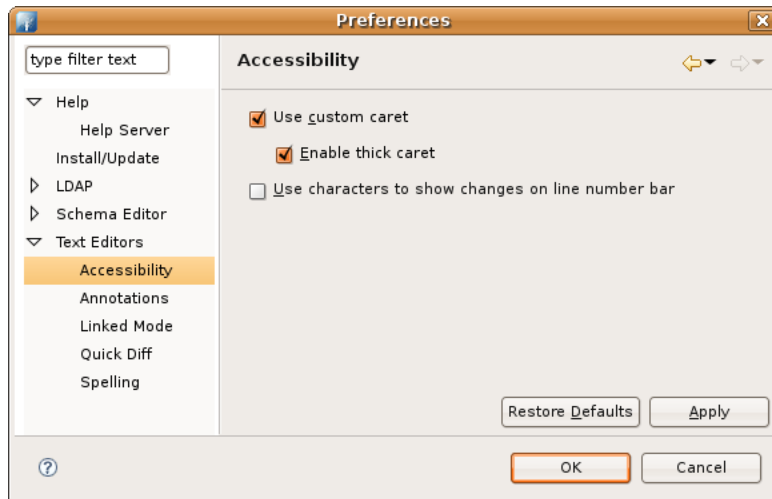 Preferences
type filter text
Help
Help Server
Install/Update
LDAP
Schema Editor
Text Editors
Accessibility
Annotations
Linked Mode
Quick Diff
Spelling
Accessibility
Use custom caret
Enable thick caret
Use characters to show changes on line number bar
Restore Defaults
Apply
?
OK
Cancel